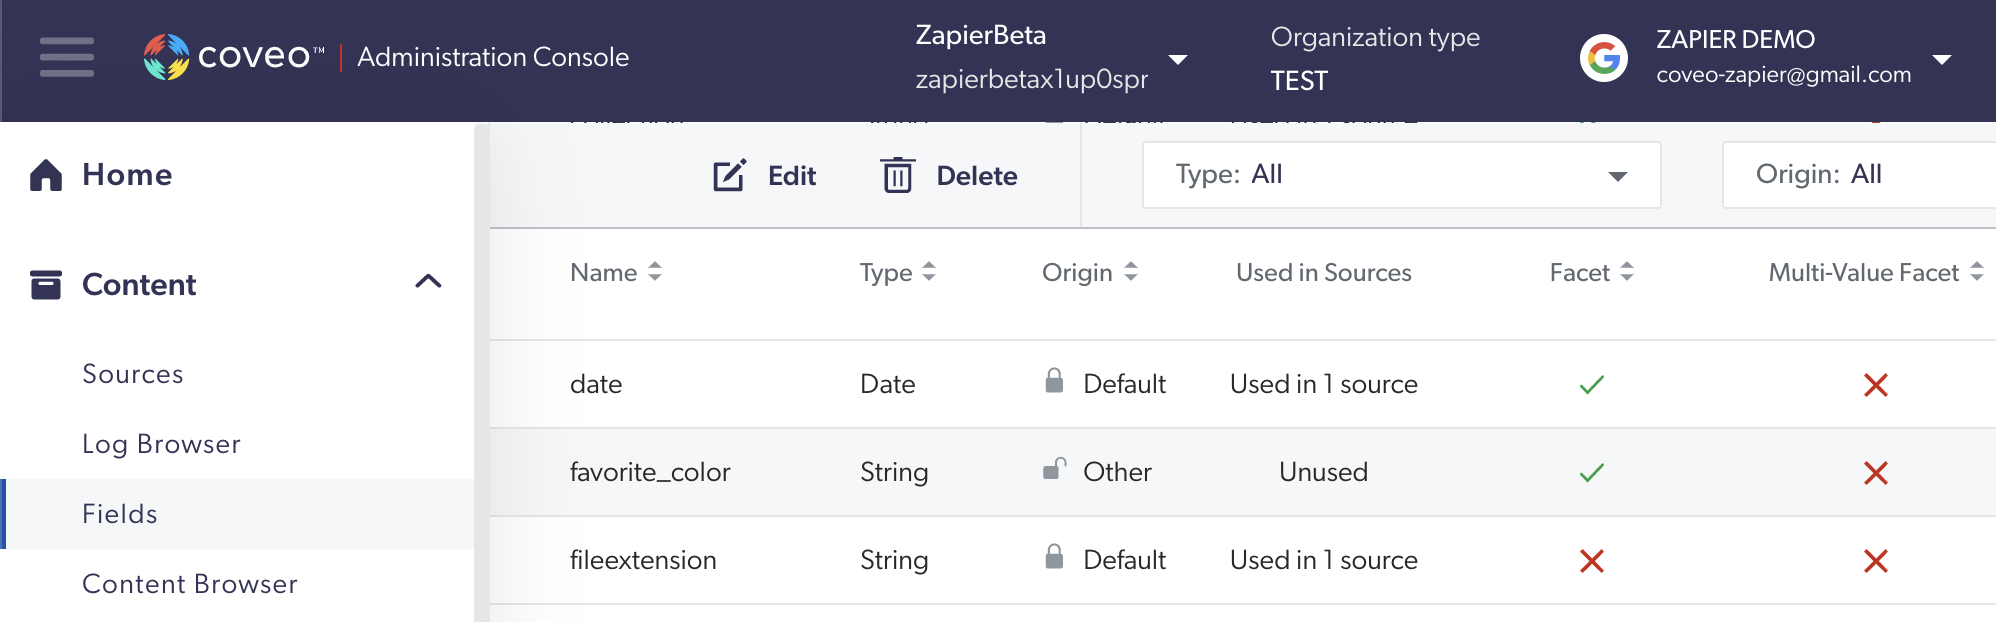 coveo™ | Administration Console
ZapierBeta
zapierbetax1up0spr
Organization type
TEST
ZAPIER DEMO
coveo-zapier@gmail.com
Home
Content
Sources
Log Browser
Fields
Content Browser
Edit Delete Type: All Origin: All
Name Type Origin Used in Sources Facet Multi-Value Facet
date Date Default Used in 1 source
favorite_color String Other Unused
fileextension String Default Used in 1 source